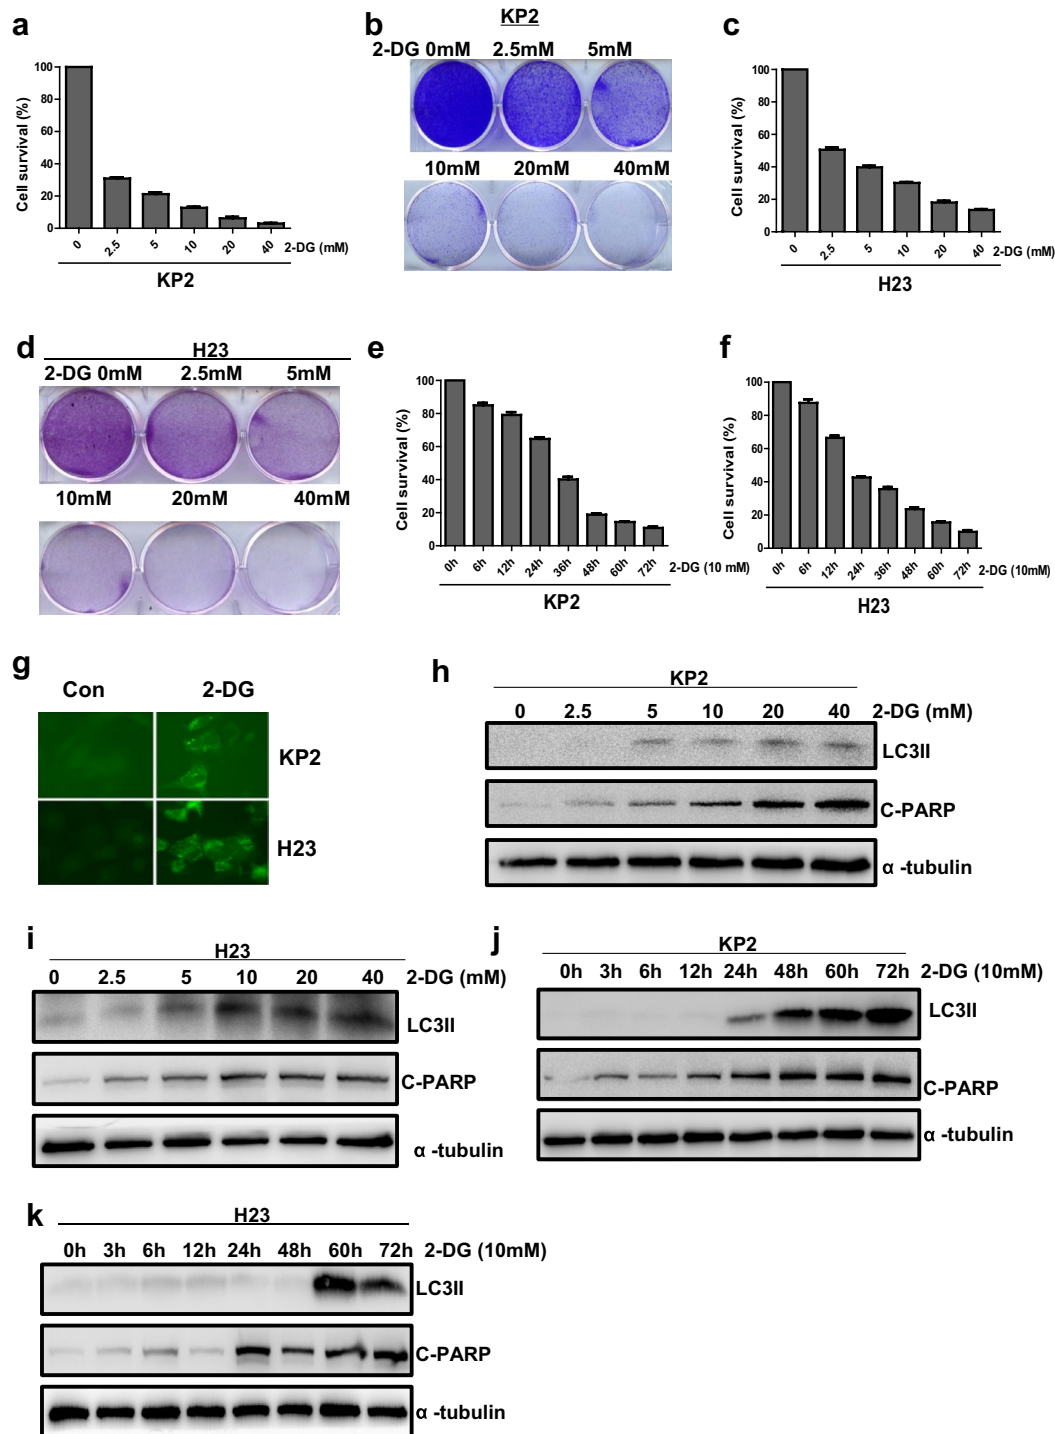 a
Cell survival (%)
100
80
60
40
20
0
0 2.5 5 10 20 40 2-DG (mM)
KP2
b
KP2
2-DG 0mM 2.5mM 5mM
10mM 20mM 40mM
c
Cell survival (%)
100
80
60
40
20
0
0 2.5 5 10 20 40 2-DG (mM)
H23
d
H23
2-DG 0mM 2.5mM 5mM
10mM 20mM 40mM
e
Cell survival (%)
100
80
60
40
20
0
0h 6h 12h 24h 36h 48h 60h 72h 2-DG (10 mM)
KP2
f
Cell survival (%)
100
80
60
40
20
0
0h 6h 12h 24h 36h 48h 60h 72h 2-DG (10mM)
H23
g
Con 2-DG
KP2
H23
h
KP2
0 2.5 5 10 20 40 2-DG (mM)
LC3II
C-PARP
α -tubulin
i
H23
0 2.5 5 10 20 40 2-DG (mM)
LC3II
C-PARP
α -tubulin
j
KP2
0h 3h 6h 12h 24h 48h 60h 72h 2-DG (10mM)
LC3II
C-PARP
α -tubulin
k
H23
0h 3h 6h 12h 24h 48h 60h 72h 2-DG (10mM)
LC3II
C-PARP
α -tubulin